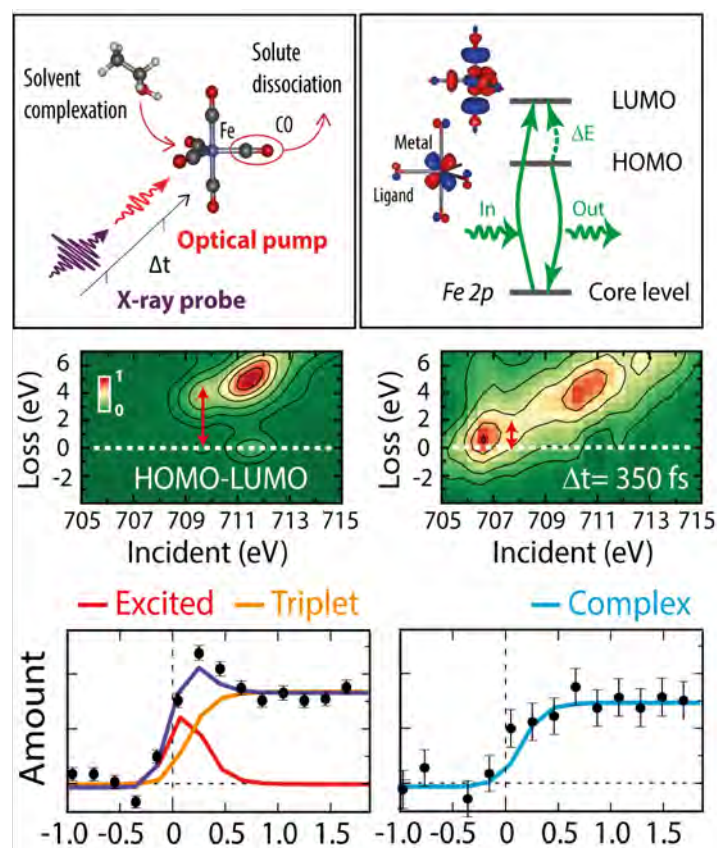 Solvent
complexation
Solute
dissociation
Fe
CO
Optical pump
Δt
X-ray probe
LUMO
ΔE
HOMO
Metal
Ligand
In
Out
Fe 2p
Core level
Loss (eV)
6
4
2
0
-2
1
0
HOMO-LUMO
705 707 709 711 713 715
Incident (eV)
Loss (eV)
6
4
2
0
-2
Δt= 350 fs
705 707 709 711 713 715
Incident (eV)
Excited Triplet
Complex
Amount
-1.0 -0.5 0 0.5 1.0 1.5
-1.0 -0.5 0 0.5 1.0 1.5